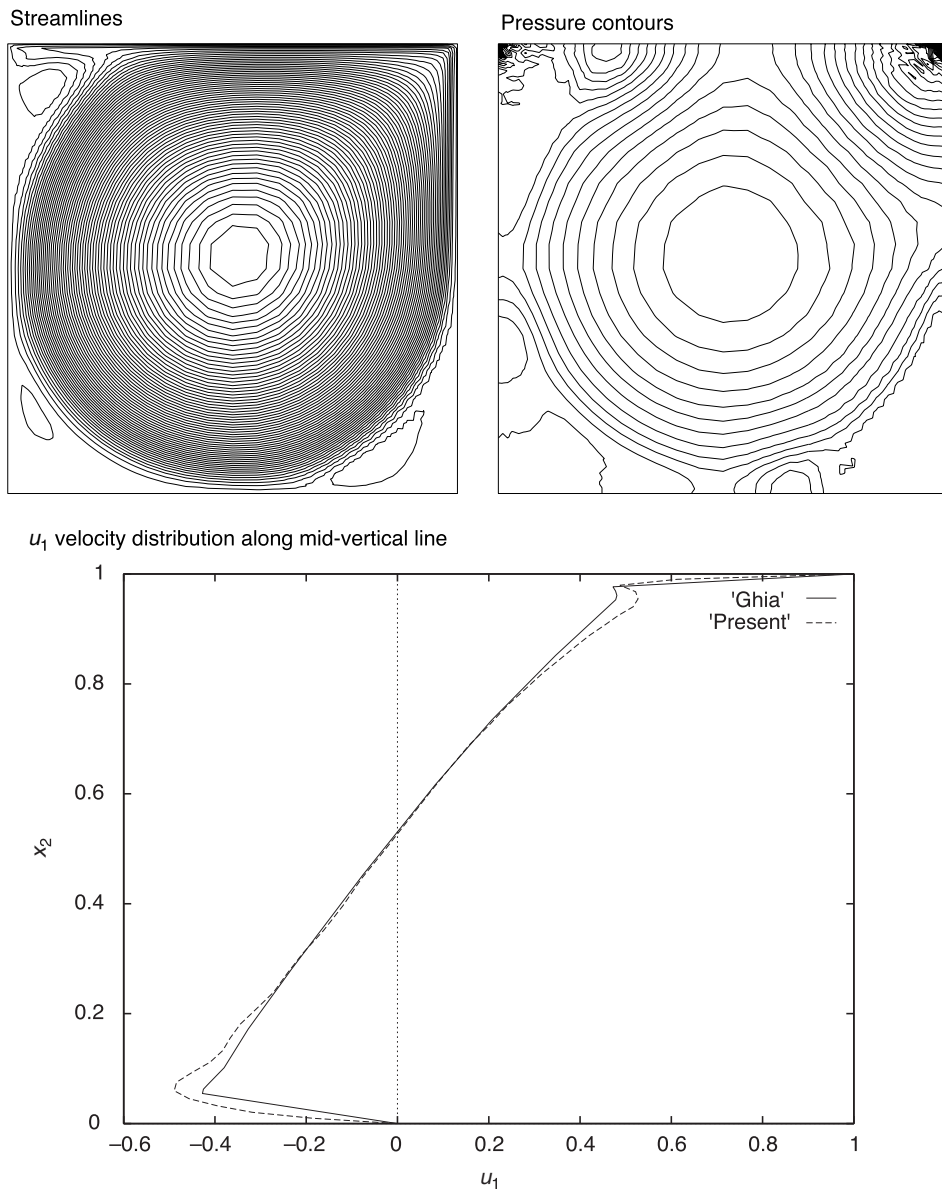 Streamlines
Pressure contours
u₁ velocity distribution along mid-vertical line
1
0.8
0.6
0.4
0.2
0
x₂
'Ghia'
'Present'
–0.6 –0.4 –0.2 0 0.2 0.4 0.6 0.8 1
u₁